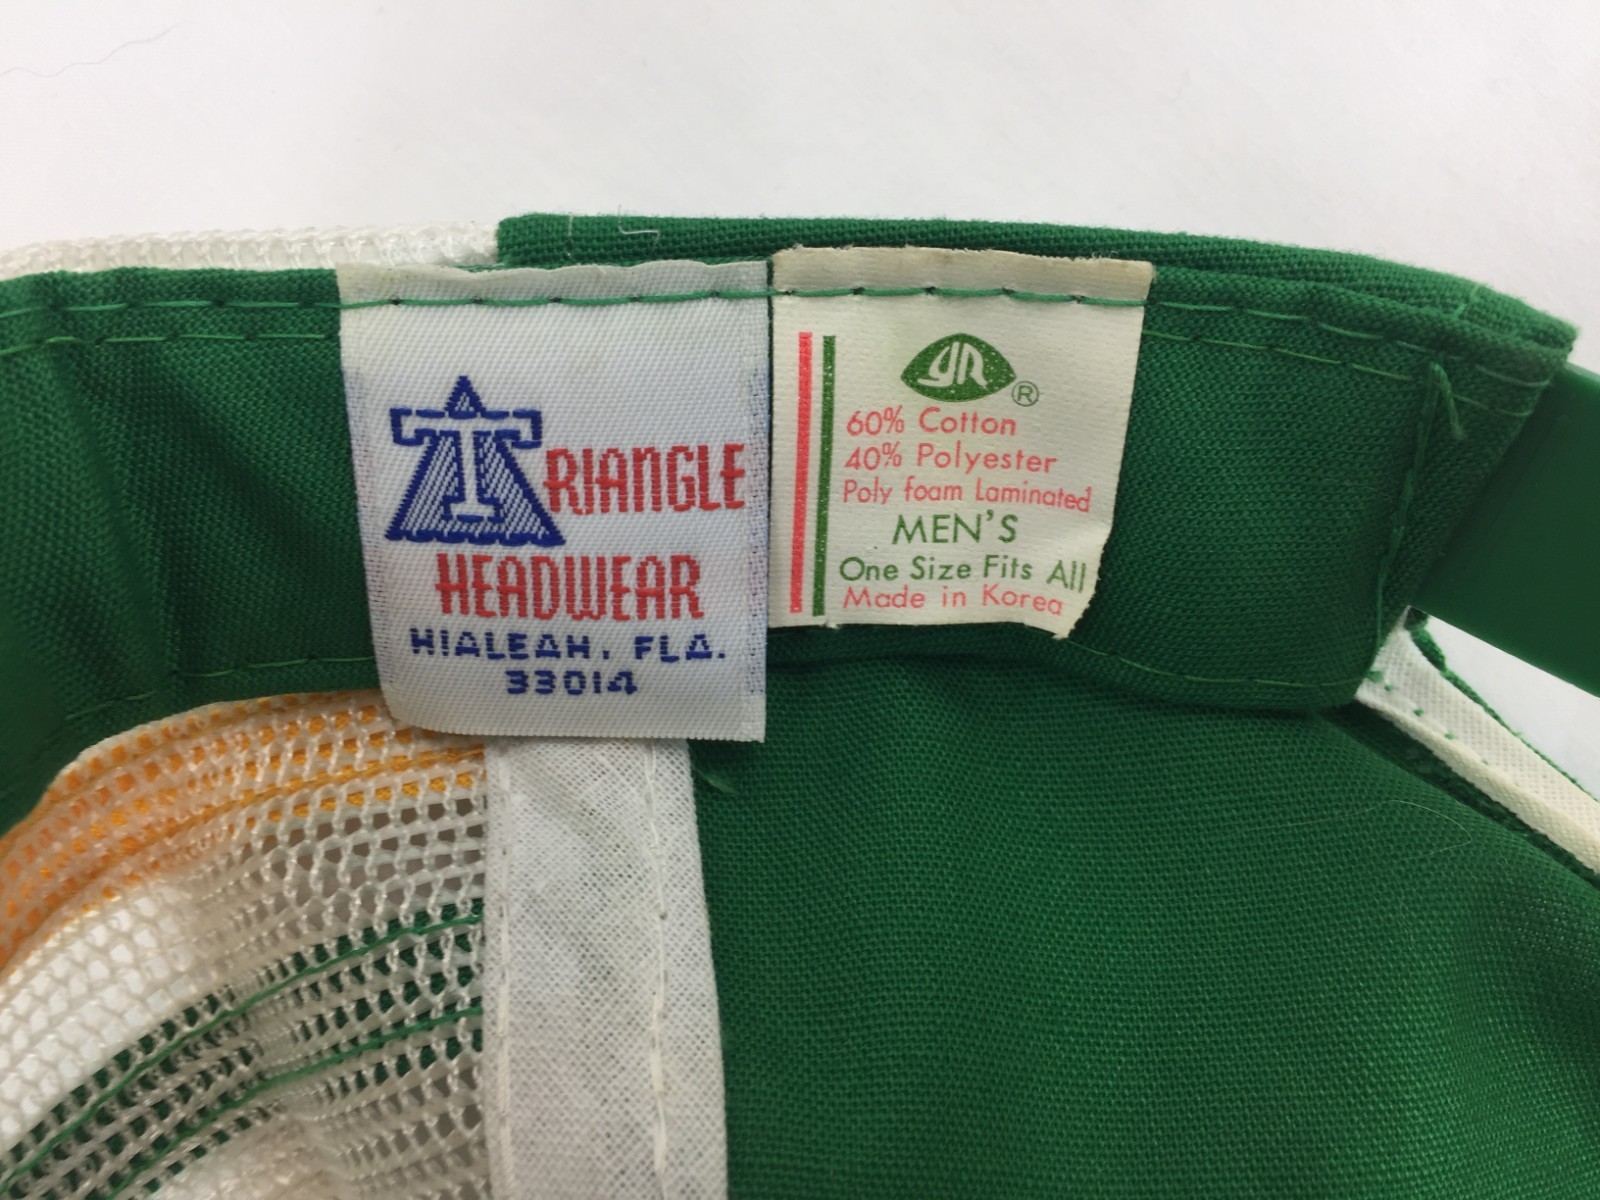 TRIANGLE
HEADWEAR
HIALEAH, FLA.
33014
YR ®
60% Cotton
40% Polyester
Poly foam Laminated
MEN'S
One Size Fits All
Made in Korea